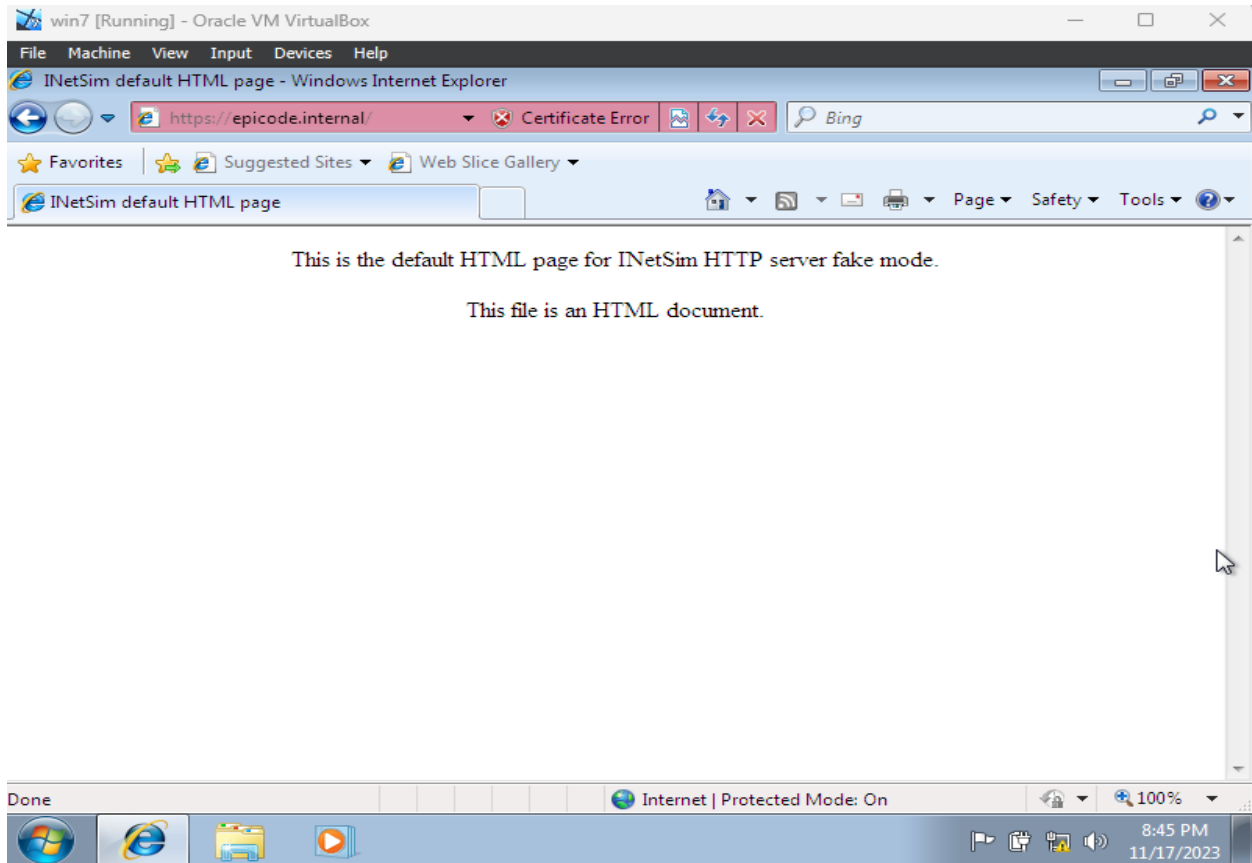 win7 [Running] - Oracle VM VirtualBox
File Machine View Input Devices Help
INetSim default HTML page - Windows Internet Explorer
https://epicode.internal/ Certificate Error Bing
Favorites Suggested Sites Web Slice Gallery
INetSim default HTML page Page Safety Tools
This is the default HTML page for INetSim HTTP server fake mode.
This file is an HTML document.
Done Internet | Protected Mode: On 100%
8:45 PM
11/17/2023